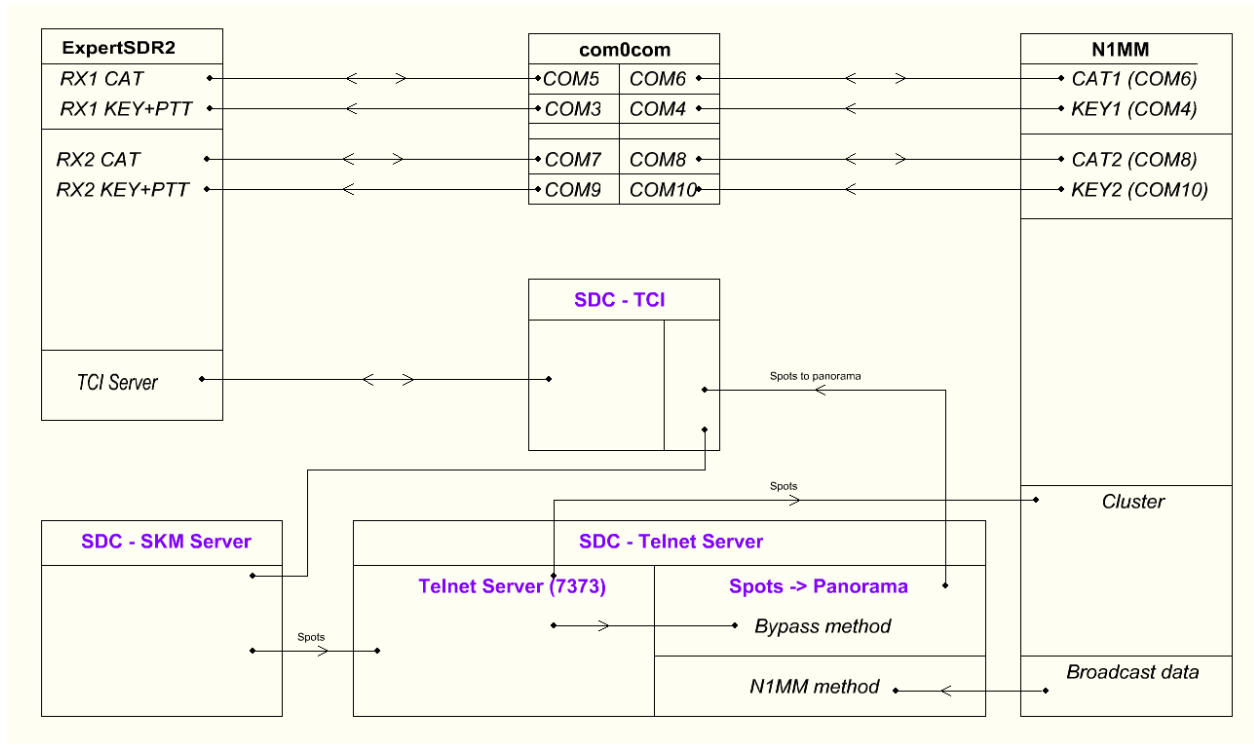 ExpertSDR2
RX1 CAT
RX1 KEY+PTT
RX2 CAT
RX2 KEY+PTT
TCI Server
com0com
COM5 COM6
COM3 COM4
COM7 COM8
COM9 COM10
N1MM
CAT1 (COM6)
KEY1 (COM4)
CAT2 (COM8)
KEY2 (COM10)
SDC - TCI
Spots to panorama
Spots
Cluster
SDC - SKM Server
Spots
SDC - Telnet Server
Telnet Server (7373)
Spots -> Panorama
Bypass method
N1MM method
Broadcast data